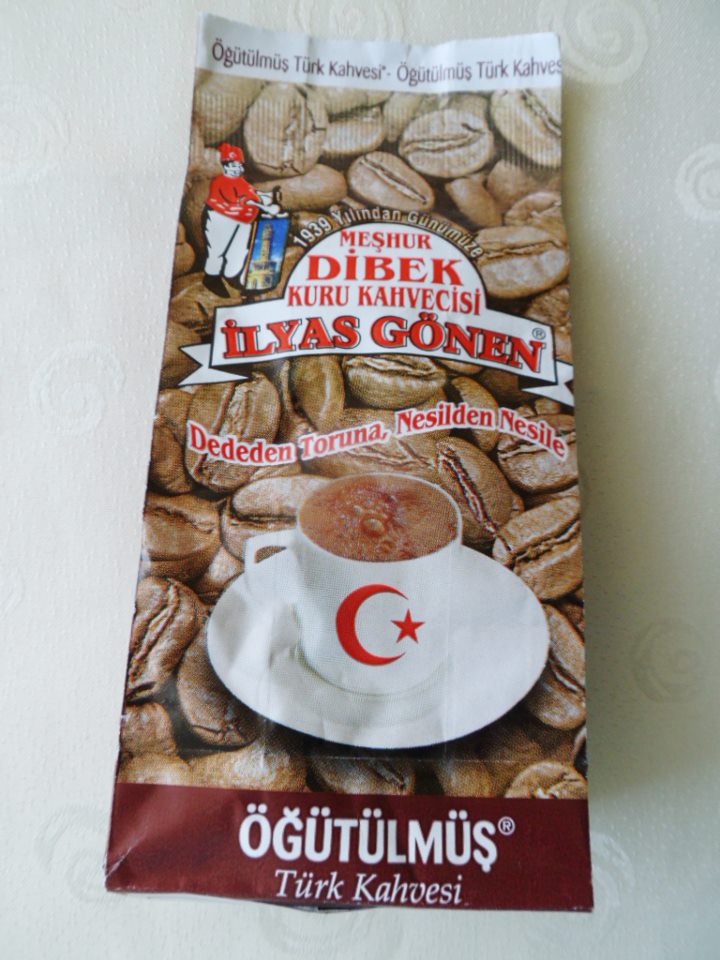 Öğütülmüş Türk Kahvesi®- Öğütülmüş Türk Kahves
1939 Yılından Günümüze
MEŞHUR
DİBEK
KURU KAHVECİSİ
İLYAS GÖNEN®
Dededen Toruna, Nesilden Nesile
ÖĞÜTÜLMÜŞ®
Türk Kahvesi